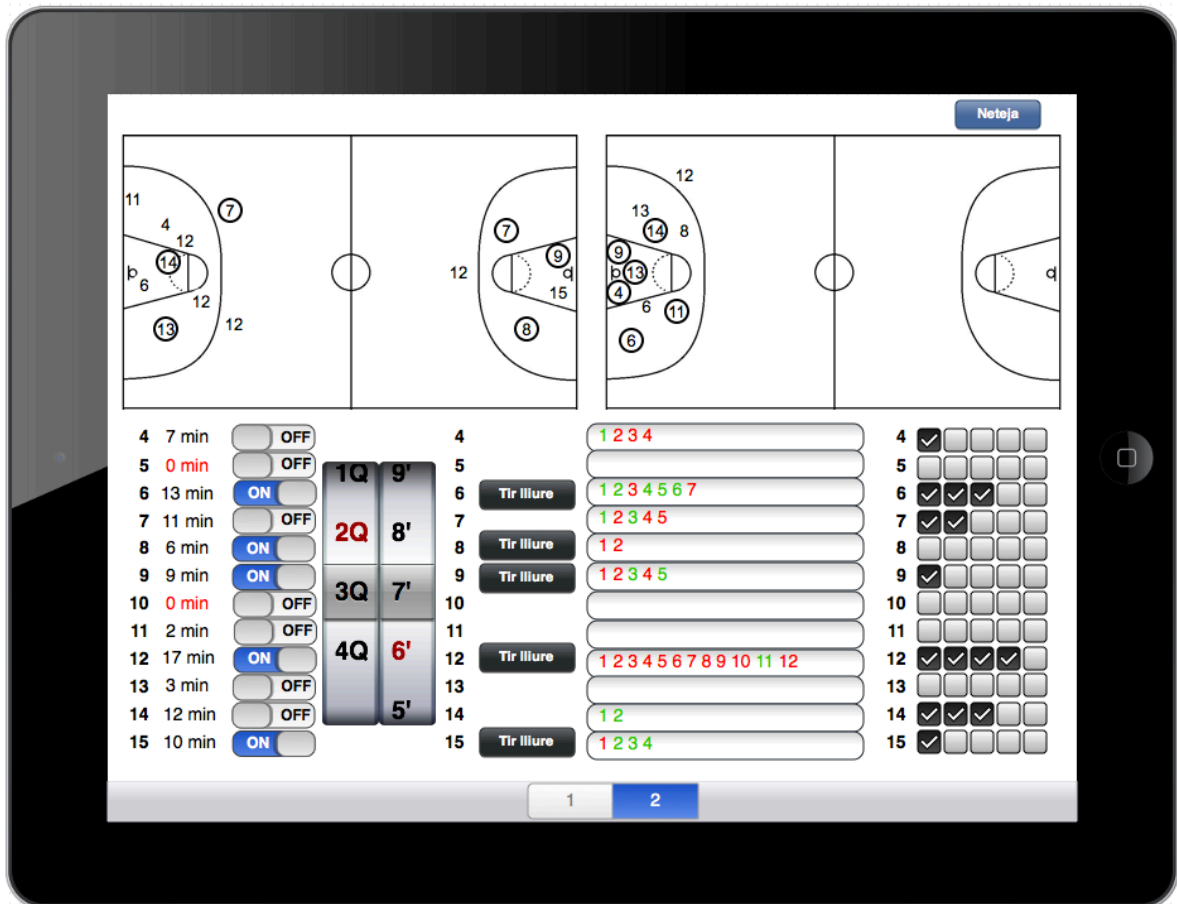 Neteja
12
11 7 13
4 7 14 8
12 9 9
14 12 13
6 15 4
12 6 11
13 12 8 6
4 7 min OFF 4 1 2 3 4 4
5 0 min OFF 5 5
1Q 9'
6 13 min ON 6 Tir lliure 1 2 3 4 5 6 7 6
7 11 min OFF 7 1 2 3 4 5 7
2Q 8'
8 6 min ON 8 Tir lliure 1 2 8
9 9 min ON 9 Tir lliure 1 2 3 4 5 9
3Q 7'
10 0 min OFF 10 10
11 2 min OFF 11 11
4Q 6'
12 17 min ON 12 Tir lliure 1 2 3 4 5 6 7 8 9 10 11 12 12
13 3 min OFF 13 13
5'
14 12 min OFF 14 1 2 14
15 10 min ON 15 Tir lliure 1 2 3 4 15
1 2